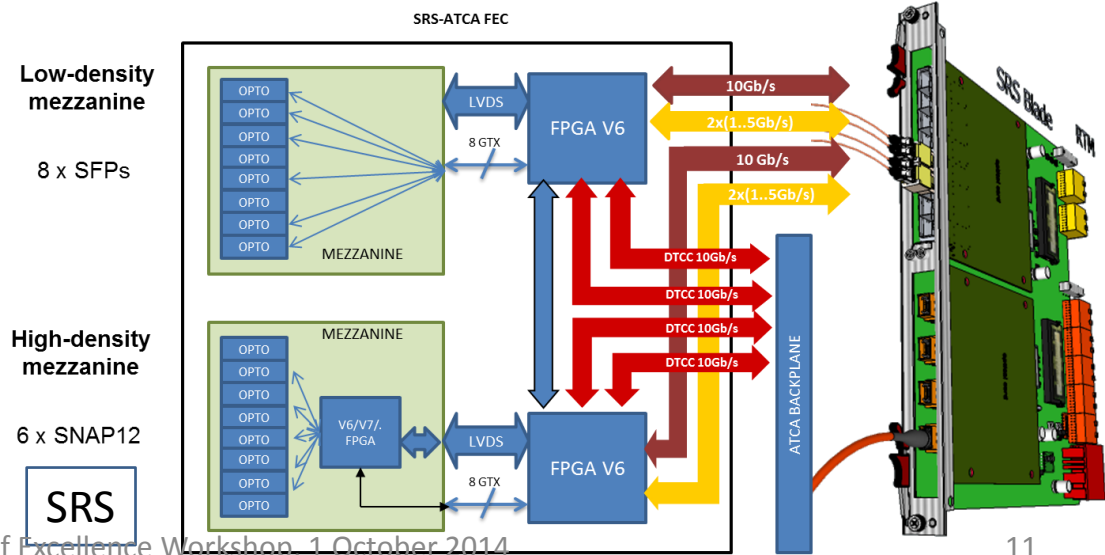 SRS-ATCA FEC
Low-density
mezzanine
8 x SFPs
OPTO
OPTO
OPTO
OPTO
OPTO
OPTO
OPTO
OPTO
MEZZANINE
LVDS
8 GTX
FPGA V6
10Gb/s
2x(1..5Gb/s)
10 Gb/s
2x(1..5Gb/s)
DTCC 10Gb/s
DTCC 10Gb/s
DTCC 10Gb/s
DTCC 10Gb/s
ATCA BACKPLANE
SRS Blade
RTM
High-density
mezzanine
6 x SNAP12
MEZZANINE
OPTO
OPTO
OPTO
OPTO
OPTO
OPTO
OPTO
OPTO
V6/V7/.
FPGA
LVDS
8 GTX
FPGA V6
SRS
f Excellence Workshop, 1 October 2014
11